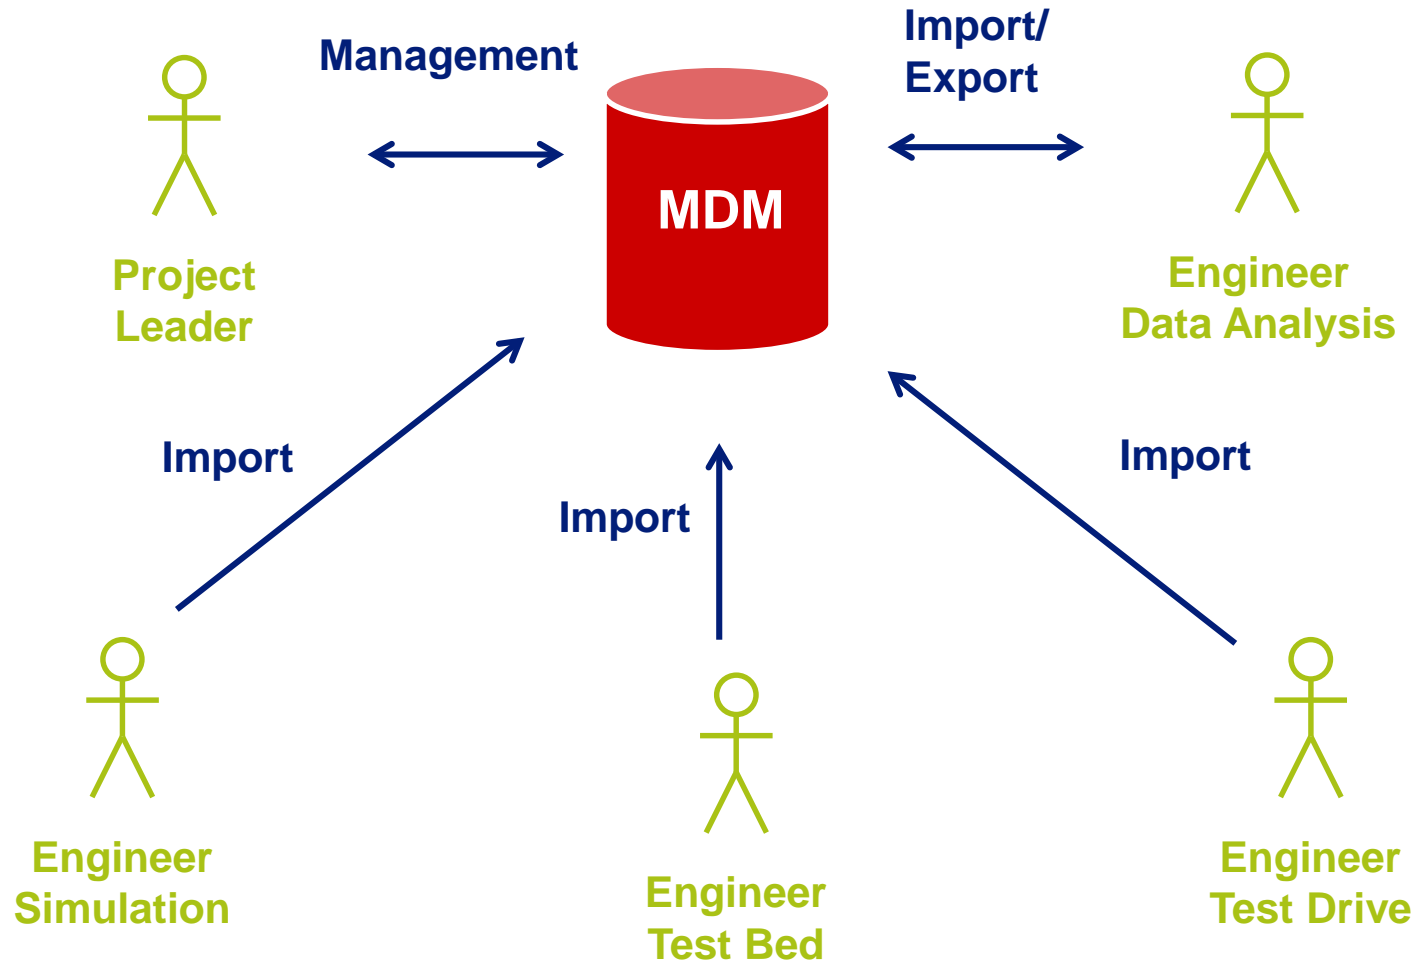 Management
Import/
Export
MDM
Project
Leader
Engineer
Data Analysis
Import
Import
Import
Engineer
Simulation
Engineer
Test Bed
Engineer
Test Drive